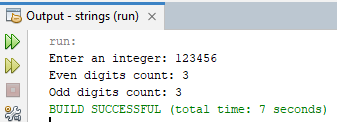 Output - strings (run)
run:
Enter an integer: 123456
Even digits count: 3
Odd digits count: 3
BUILD SUCCESSFUL (total time: 7 seconds)